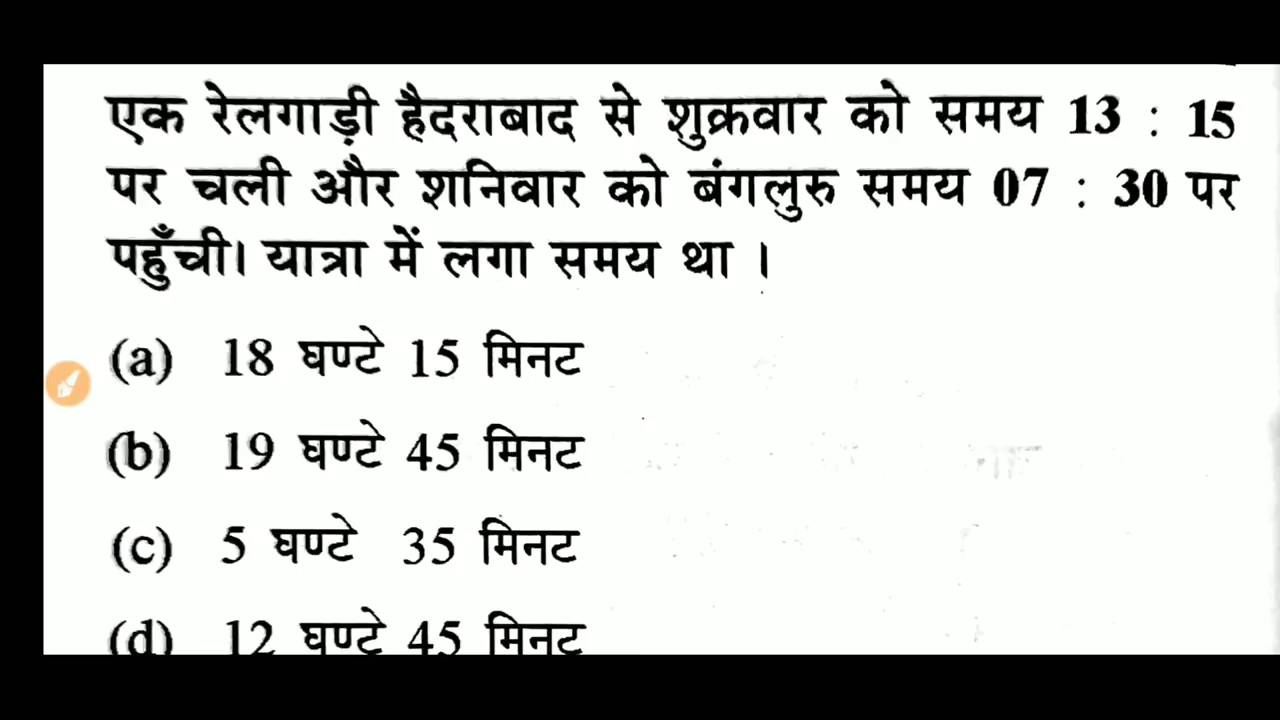 एक रेलगाड़ी हैदराबाद से शुक्रवार को समय 13 : 15
पर चली और शनिवार को बंगलुरु समय 07 : 30 पर
पहुँची। यात्रा में लगा समय था ।
(a) 18 घण्टे 15 मिनट
(b) 19 घण्टे 45 मिनट
(c) 5 घण्टे 35 मिनट
(d) 12 घण्टे 45 मिनट